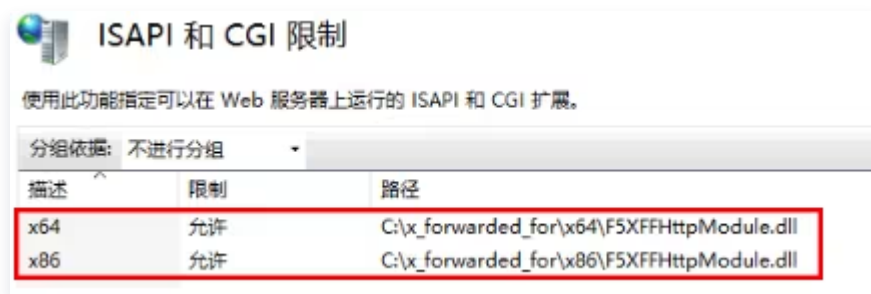 ISAPI 和 CGI 限制
使用此功能指定可以在 Web 服务器上运行的 ISAPI 和 CGI 扩展。
分组依据: 不进行分组
描述 限制 路径
x64 允许 C:\x_forwarded_for\x64\F5XFFHttpModule.dll
x86 允许 C:\x_forwarded_for\x86\F5XFFHttpModule.dll